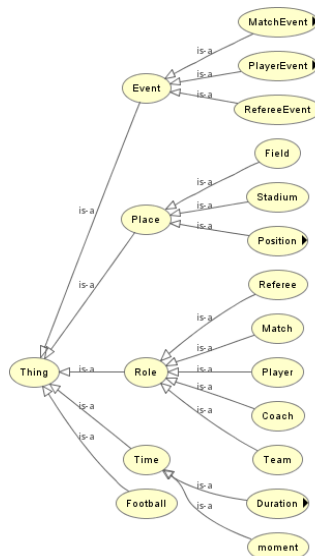 MatchEvent
is-a
PlayerEvent
is-a
Event
is-a
RefereeEvent
Field
is-a
Stadium
is-a
is-a
Place
is-a
Position
is-a
Referee
is-a
Match
is-a
Thing
is-a
Role
is-a
Player
is-a
Coach
is-a
is-a
Time
Team
is-a
Football
is-a
Duration
is-a
moment